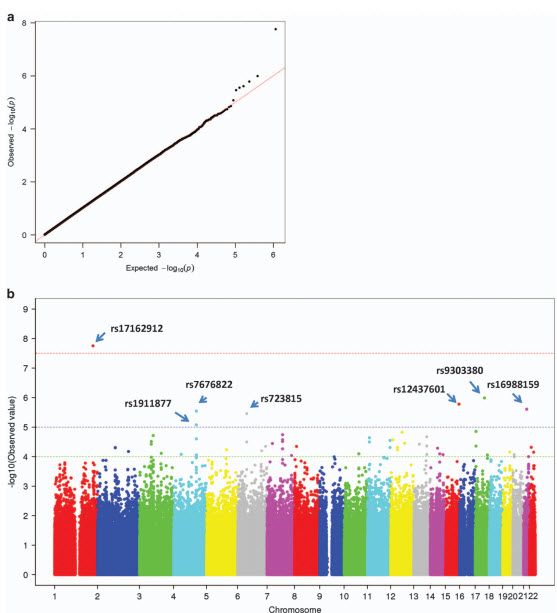 a
8
6
4
2
0
Observed −log10(p)
0 1 2 3 4 5 6
Expected −log10(p)
b
9
8
7
6
5
4
3
2
1
0
-log10(Observed value)
rs17162912
rs7676822
rs1911877
rs723815
rs9303380
rs16988159
rs12437601
1 2 3 4 5 6 7 8 9 10 11 12 13 14 15 16 17 18 19 20 21 22
Chromosome